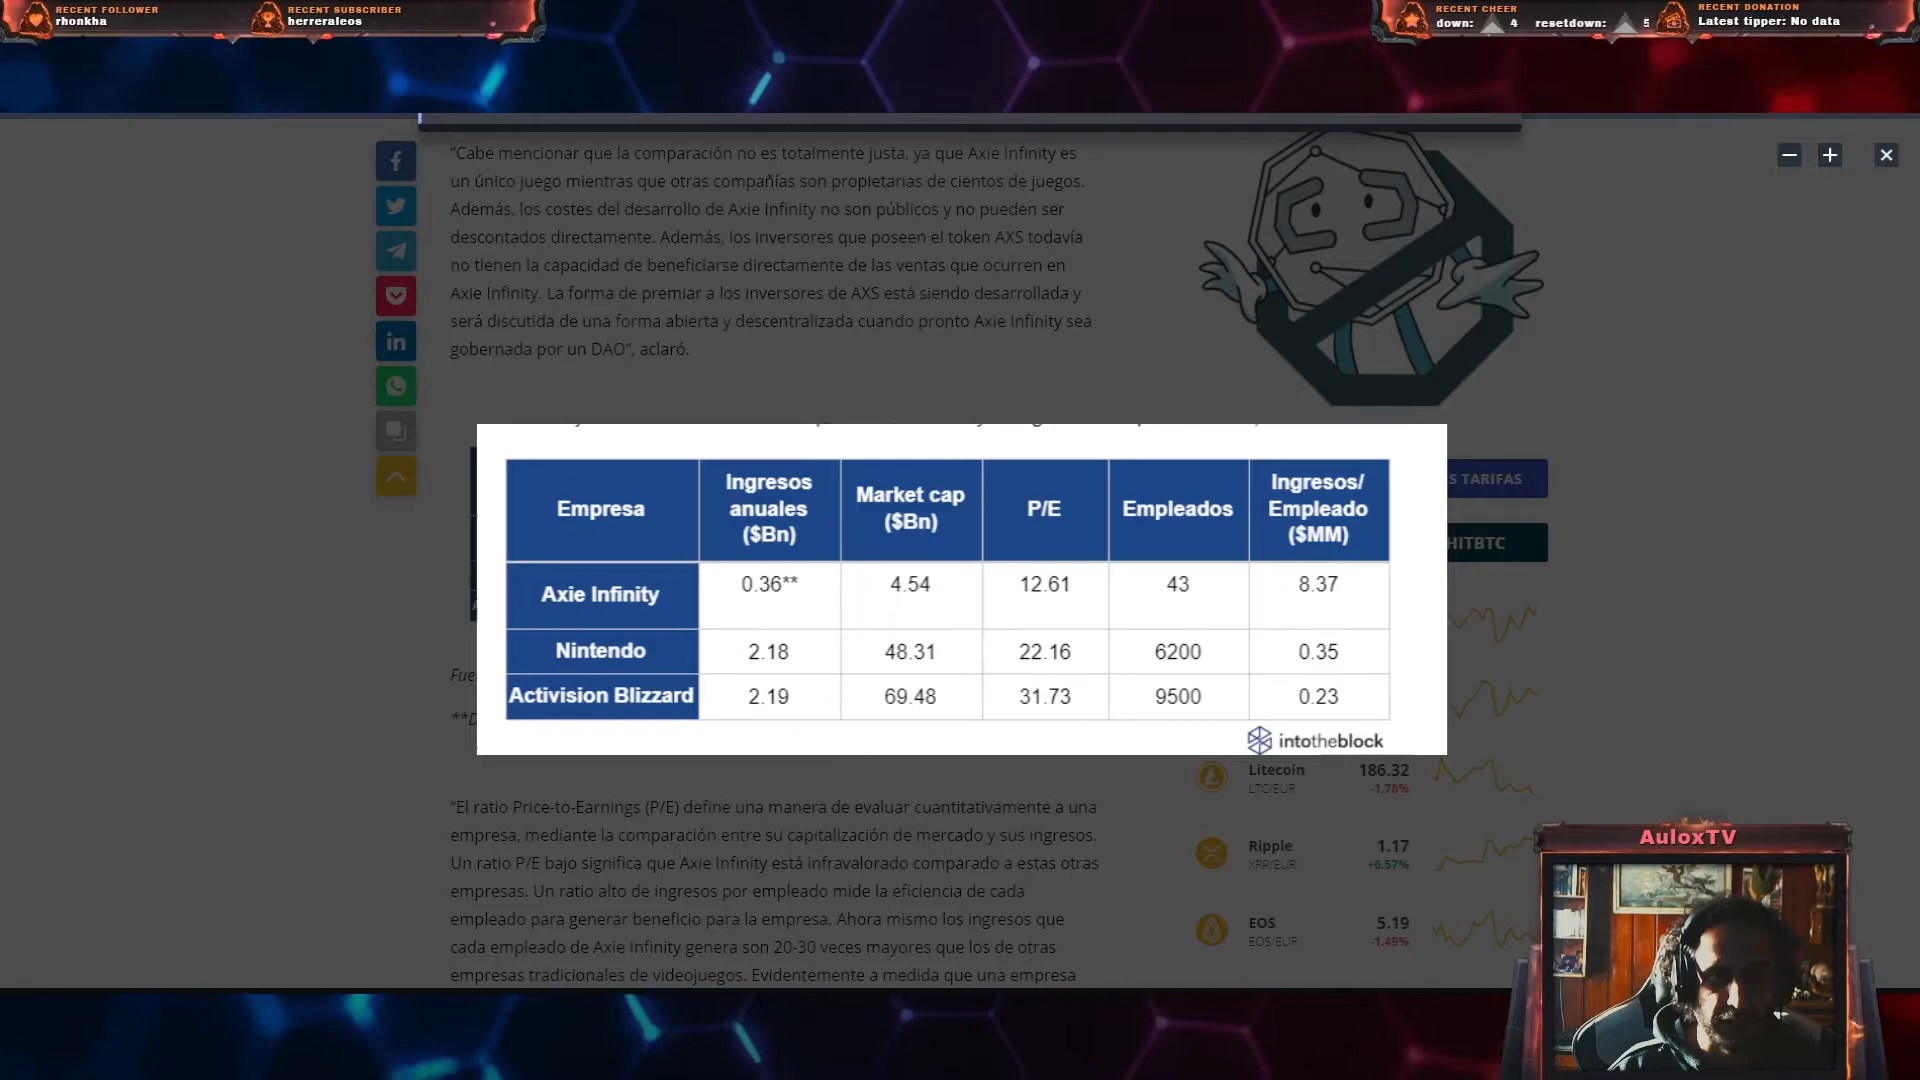 RECENT FOLLOWER
rhonkha
RECENT SUBSCRIBER
herreraleos
RECENT CHEER
down: 4 resetdown: 5
RECENT DONATION
Latest tipper: No data
“Cabe mencionar que la comparación no es totalmente justa, ya que Axie Infinity es
un único juego mientras que otras compañías son propietarias de cientos de juegos.
Además, los costes del desarrollo de Axie Infinity no son públicos y no pueden ser
descontados directamente. Además, los inversores que poseen el token AXS todavía
no tienen la capacidad de beneficiarse directamente de las ventas que ocurren en
Axie Infinity. La forma de premiar a los inversores de AXS está siendo desarrollada y
será discutida de una forma abierta y descentralizada cuando pronto Axie Infinity sea
gobernada por un DAO”, aclaró.
S TARIFAS
HITBTC
Empresa Ingresos anuales ($Bn) Market cap ($Bn) P/E Empleados Ingresos/ Empleado ($MM)
Axie Infinity 0.36** 4.54 12.61 43 8.37
Nintendo 2.18 48.31 22.16 6200 0.35
Activision Blizzard 2.19 69.48 31.73 9500 0.23
intotheblock
Fue
**D
Litecoin 186.32
LTC/EUR -1.78%
Ripple 1.17
XRP/EUR +6.57%
EOS 5.19
EOS/EUR -1.49%
“El ratio Price-to-Earnings (P/E) define una manera de evaluar cuantitativamente a una
empresa, mediante la comparación entre su capitalización de mercado y sus ingresos.
Un ratio P/E bajo significa que Axie Infinity está infravalorado comparado a estas otras
empresas. Un ratio alto de ingresos por empleado mide la eficiencia de cada
empleado para generar beneficio para la empresa. Ahora mismo los ingresos que
cada empleado de Axie Infinity genera son 20-30 veces mayores que los de otras
empresas tradicionales de videojuegos. Evidentemente a medida que una empresa
AuloxTV